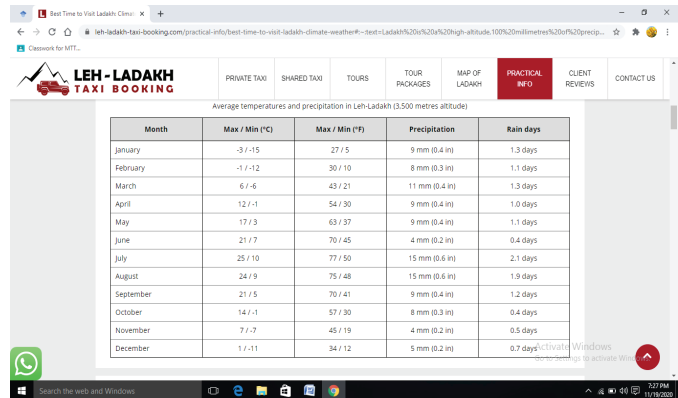 Best Time to Visit Ladakh: Climat
leh-ladakh-taxi-booking.com/practical-info/best-time-to-visit-ladakh-climate-weather#:~:text=Ladakh%20is%20a%20high-altitude,100%20millimetres%20of%20precip...
Classwork for MTT...
LEH - LADAKH
TAXI BOOKING
PRIVATE TAXI SHARED TAXI TOURS TOUR PACKAGES MAP OF LADAKH PRACTICAL INFO CLIENT REVIEWS CONTACT US
Average temperatures and precipitation in Leh-Ladakh (3,500 metres altitude)
Month Max / Min (°C) Max / Min (°F) Precipitation Rain days
January -3 / -15 27 / 5 9 mm (0.4 in) 1.3 days
February -1 / -12 30 / 10 8 mm (0.3 in) 1.1 days
March 6 / -6 43 / 21 11 mm (0.4 in) 1.3 days
April 12 / -1 54 / 30 9 mm (0.4 in) 1.0 days
May 17 / 3 63 / 37 9 mm (0.4 in) 1.1 days
June 21 / 7 70 / 45 4 mm (0.2 in) 0.4 days
July 25 / 10 77 / 50 15 mm (0.6 in) 2.1 days
August 24 / 9 75 / 48 15 mm (0.6 in) 1.9 days
September 21 / 5 70 / 41 9 mm (0.4 in) 1.2 days
October 14 / -1 57 / 30 8 mm (0.3 in) 0.4 days
November 7 / -7 45 / 19 4 mm (0.2 in) 0.5 days
December 1 / -11 34 / 12 5 mm (0.2 in) 0.7 days
Activate Windows
Go to Settings to activate Windows.
Search the web and Windows
7:27 PM
11/19/2020